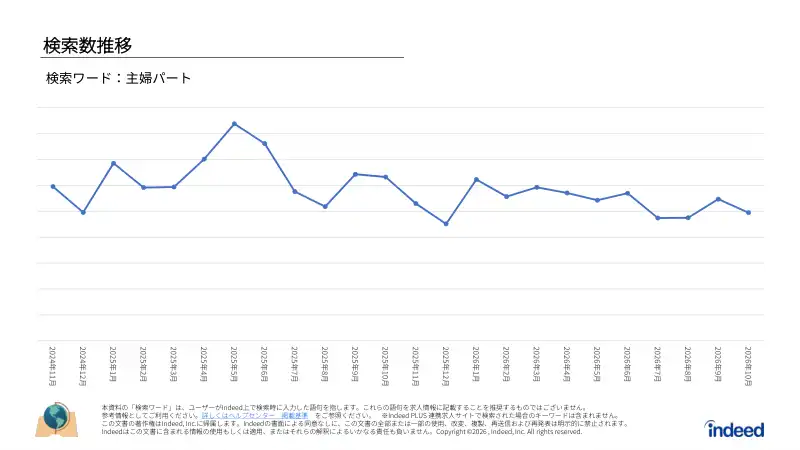 検索数推移
検索ワード：主婦パート
2024年11月
2024年12月
2025年1月
2025年2月
2025年3月
2025年4月
2025年5月
2025年6月
2025年7月
2025年8月
2025年9月
2025年10月
2025年11月
2025年12月
2026年1月
2026年2月
2026年3月
2026年4月
2026年5月
2026年6月
2026年7月
2026年8月
2026年9月
2026年10月
本資料の「検索ワード」は、ユーザーがIndeed上で検索時に入力した語句を指します。これらの語句を求人情報に記載することを推奨するものではございません。
参考情報としてご利用ください。詳しくはヘルプセンター　掲載基準　をご参照ください。　※Indeed PLUS 連携求人サイトで検索された場合のキーワードは含まれません。
この文書の著作権はIndeed, Inc.に帰属します。Indeedの書面による同意なしに、この文書の全部または一部の使用、改変、複製、再送信および再発表は明示的に禁止されます。
Indeedはこの文書に含まれる情報の使用もしくは適用、またはそれらの解釈によるいかなる責任も負いません。Copyright ©2026 , Indeed, Inc. All rights reserved.
indeed